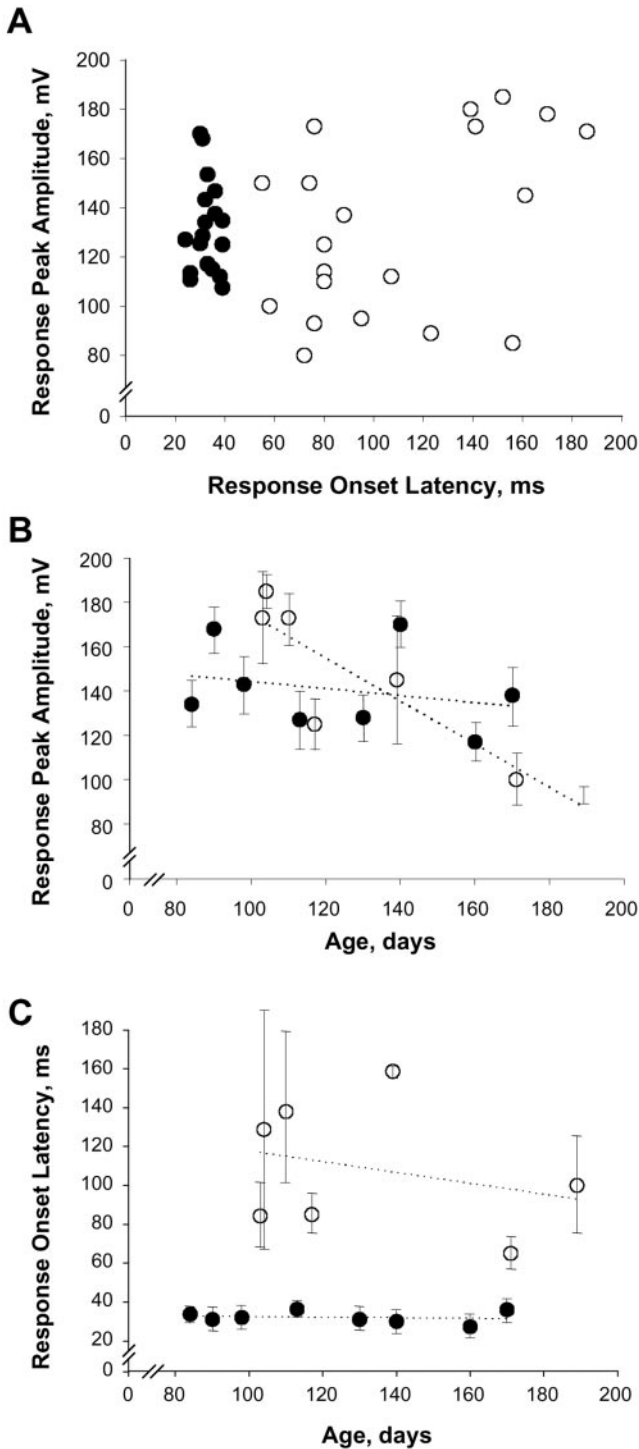 A
Response Peak Amplitude, mV
200
180
160
140
120
100
80
0
0 20 40 60 80 100 120 140 160 180 200
Response Onset Latency, ms
B
Response Peak Amplitude, mV
200
180
160
140
120
100
80
0
0 80 100 120 140 160 180 200
Age, days
C
Response Onset Latency, ms
180
160
140
120
100
80
60
40
20
0
0 80 100 120 140 160 180 200
Age, days